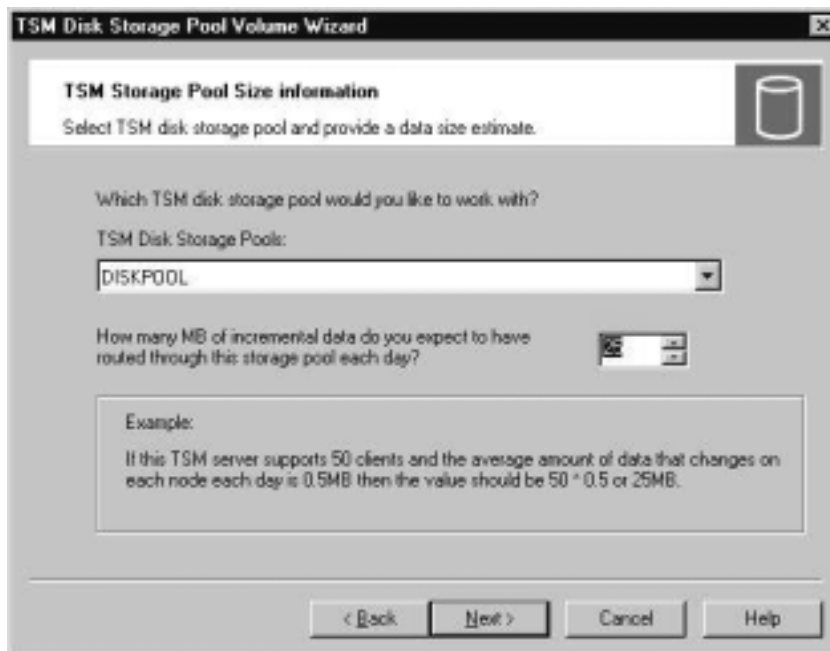 TSM Disk Storage Pool Volume Wizard
TSM Storage Pool Size information
Select TSM disk storage pool and provide a data size estimate.
Which TSM disk storage pool would you like to work with?
TSM Disk Storage Pools:
DISKPOOL
How many MB of incremental data do you expect to have
routed through this storage pool each day?
Example:
If this TSM server supports 50 clients and the average amount of data that changes on
each node each day is 0.5MB then the value should be 50 * 0.5 or 25MB.
< Back
Next >
Cancel
Help